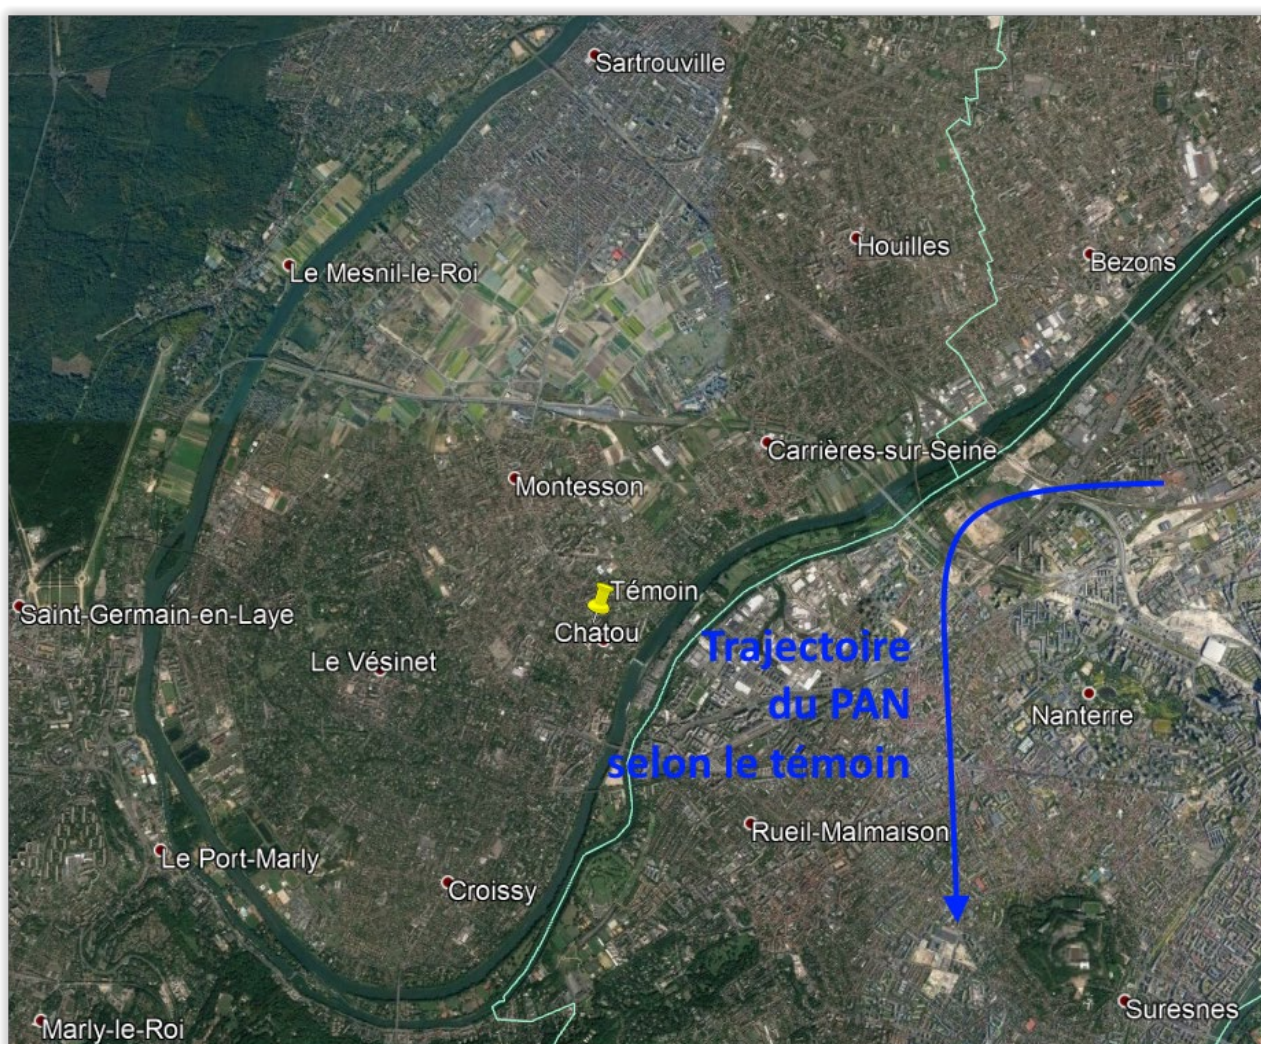 Sartrouville
Houilles
Bezons
Le Mesnil-le-Roi
Carrières-sur-Seine
Montesson
Témoin
Saint-Germain-en-Laye
Chatou
Le Vésinet
Trajectoire
du PAN
selon le témoin
Nanterre
Rueil-Malmaison
Le Port-Marly
Croissy
Suresnes
Marly-le-Roi